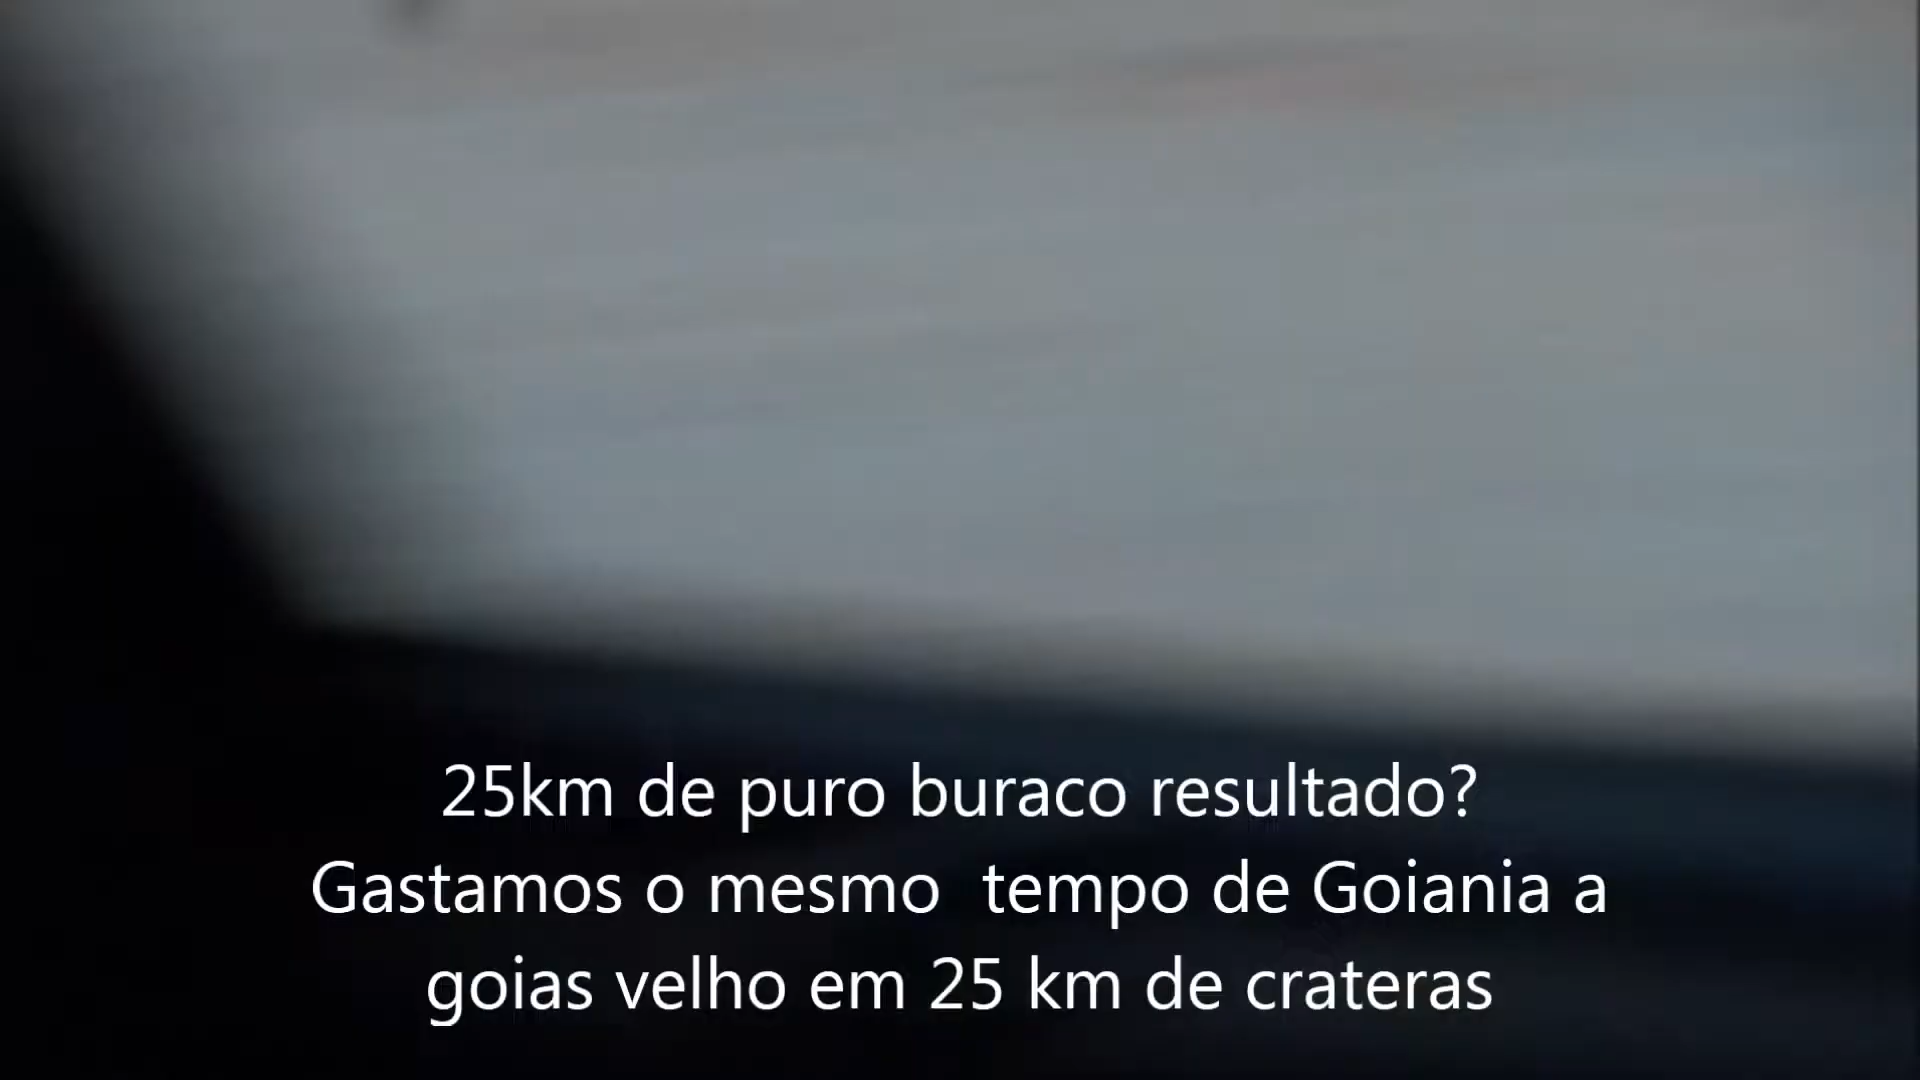 25km de puro buraco resultado?
Gastamos o mesmo  tempo de Goiania a
goias velho em 25 km de crateras